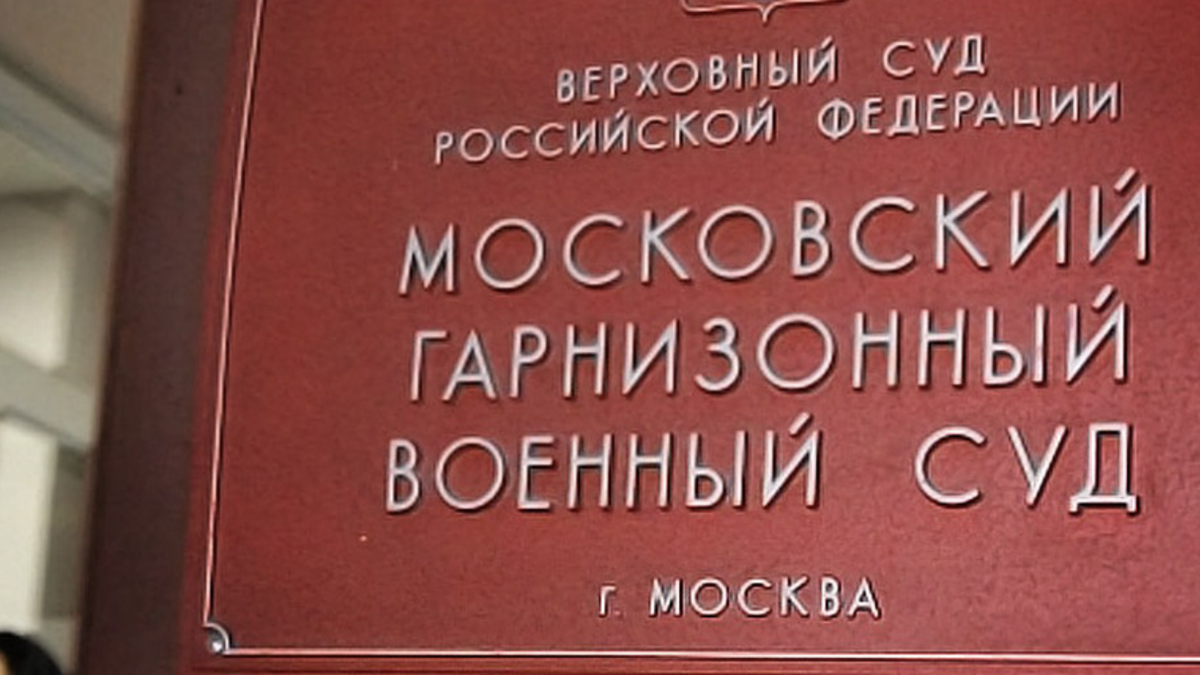 ВЕРХОВНЫЙ СУД
РОССИЙСКОЙ ФЕДЕРАЦИИ
МОСКОВСКИЙ
ГАРНИЗОННЫЙ
ВОЕННЫЙ СУД
г. МОСКВА